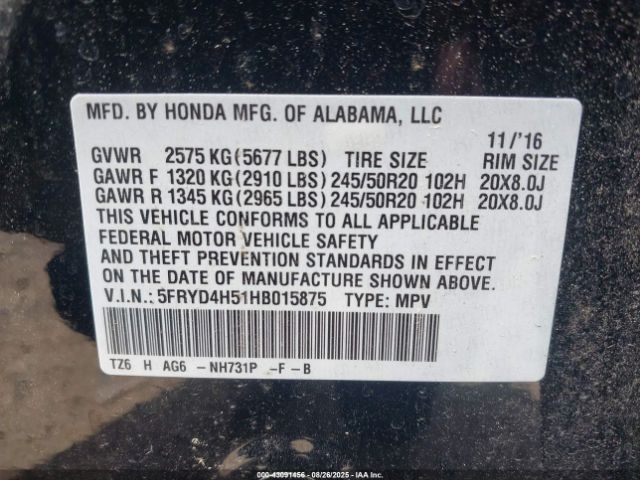 MFD. BY HONDA MFG. OF ALABAMA, LLC
11/'16
GVWR 2575 KG (5677 LBS) TIRE SIZE RIM SIZE
GAWR F 1320 KG (2910 LBS) 245/50R20 102H 20X8.0J
GAWR R 1345 KG (2965 LBS) 245/50R20 102H 20X8.0J
THIS VEHICLE CONFORMS TO ALL APPLICABLE
FEDERAL MOTOR VEHICLE SAFETY
AND THEFT PREVENTION STANDARDS IN EFFECT
ON THE DATE OF MANUFACTURE SHOWN ABOVE.
V.I.N.: 5FRYD4H51HB015875 TYPE: MPV
TZ6 H AG6 -NH731P -F-B
000-43091456 - 08/26/2025 - IAA